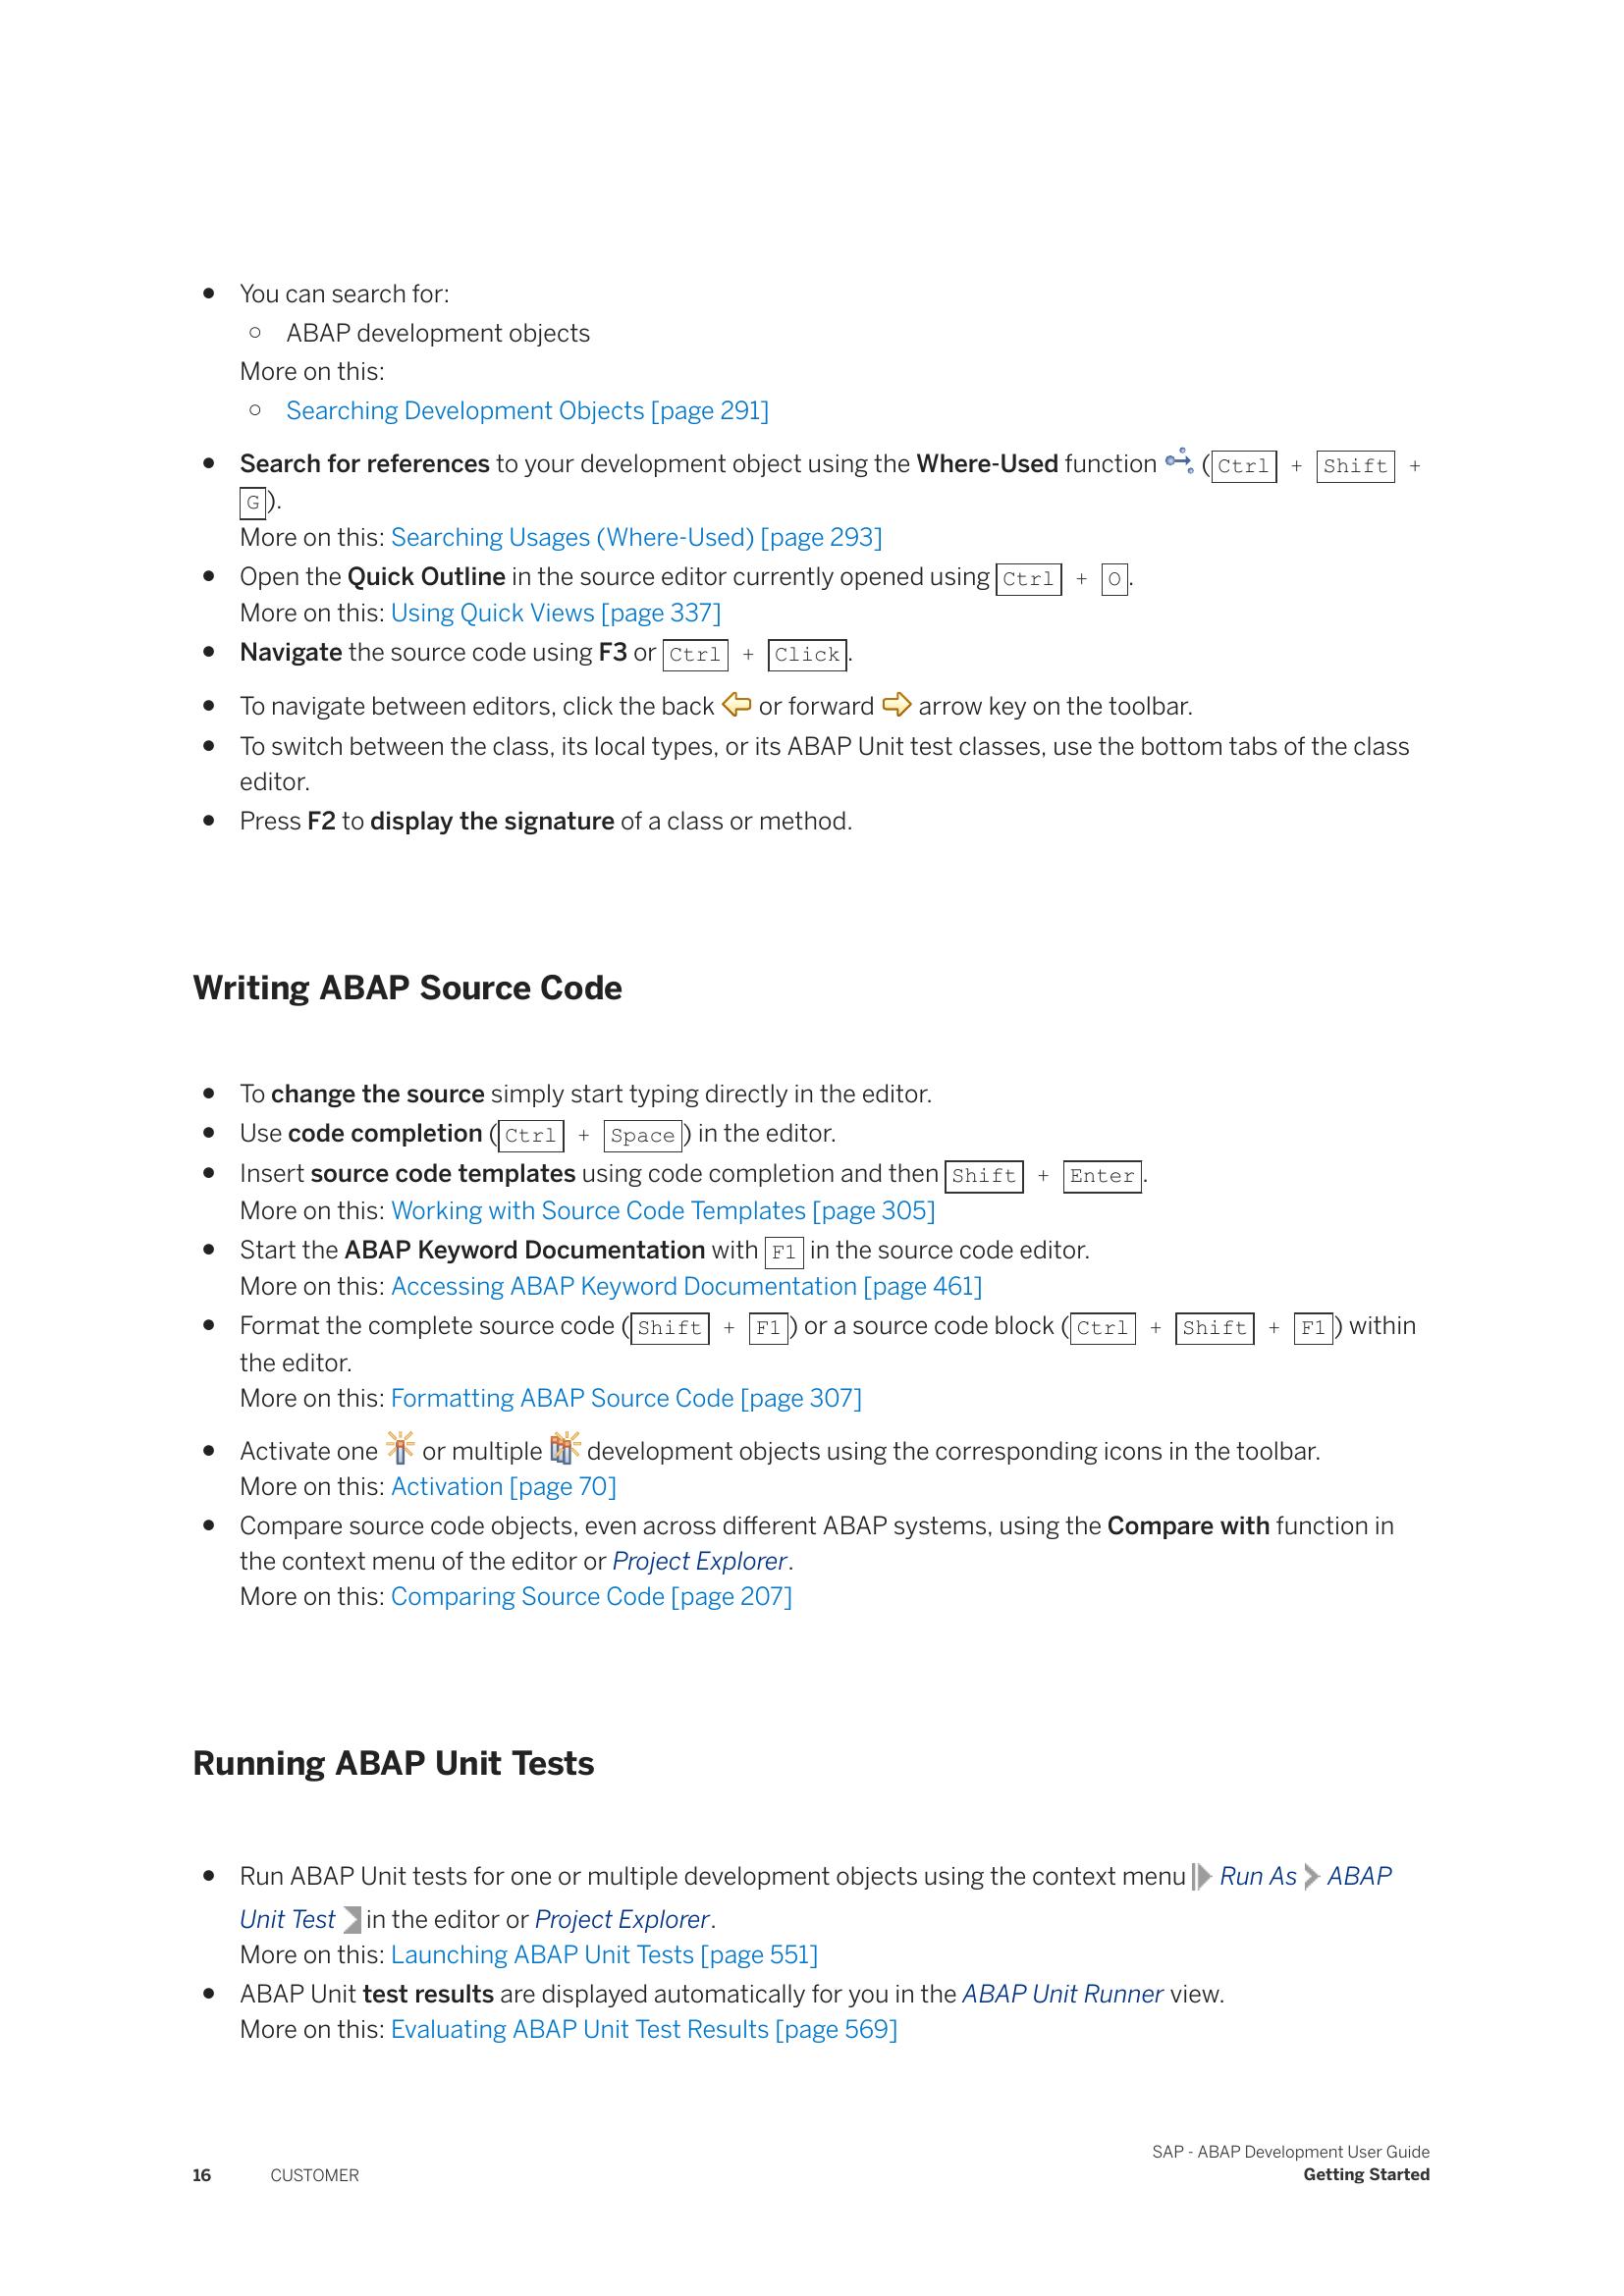 You can search for:
ABAP development objects
More on this:
Searching Development Objects [page 291]
Search for references to your development object using the Where-Used function (Ctrl + Shift +
G).
More on this: Searching Usages (Where-Used) [page 293]
Open the Quick Outline in the source editor currently opened using Ctrl + O.
More on this: Using Quick Views [page 337]
Navigate the source code using F3 or Ctrl + Click.
To navigate between editors, click the back or forward arrow key on the toolbar.
To switch between the class, its local types, or its ABAP Unit test classes, use the bottom tabs of the class
editor.
Press F2 to display the signature of a class or method.
Writing ABAP Source Code
To change the source simply start typing directly in the editor.
Use code completion (Ctrl + Space) in the editor.
Insert source code templates using code completion and then Shift + Enter.
More on this: Working with Source Code Templates [page 305]
Start the ABAP Keyword Documentation with F1 in the source code editor.
More on this: Accessing ABAP Keyword Documentation [page 461]
Format the complete source code (Shift + F1) or a source code block (Ctrl + Shift + F1) within
the editor.
More on this: Formatting ABAP Source Code [page 307]
Activate one or multiple development objects using the corresponding icons in the toolbar.
More on this: Activation [page 70]
Compare source code objects, even across different ABAP systems, using the Compare with function in
the context menu of the editor or Project Explorer.
More on this: Comparing Source Code [page 207]
Running ABAP Unit Tests
Run ABAP Unit tests for one or multiple development objects using the context menu Run As ABAP
Unit Test in the editor or Project Explorer.
More on this: Launching ABAP Unit Tests [page 551]
ABAP Unit test results are displayed automatically for you in the ABAP Unit Runner view.
More on this: Evaluating ABAP Unit Test Results [page 569]
SAP - ABAP Development User Guide
16 CUSTOMER Getting Started